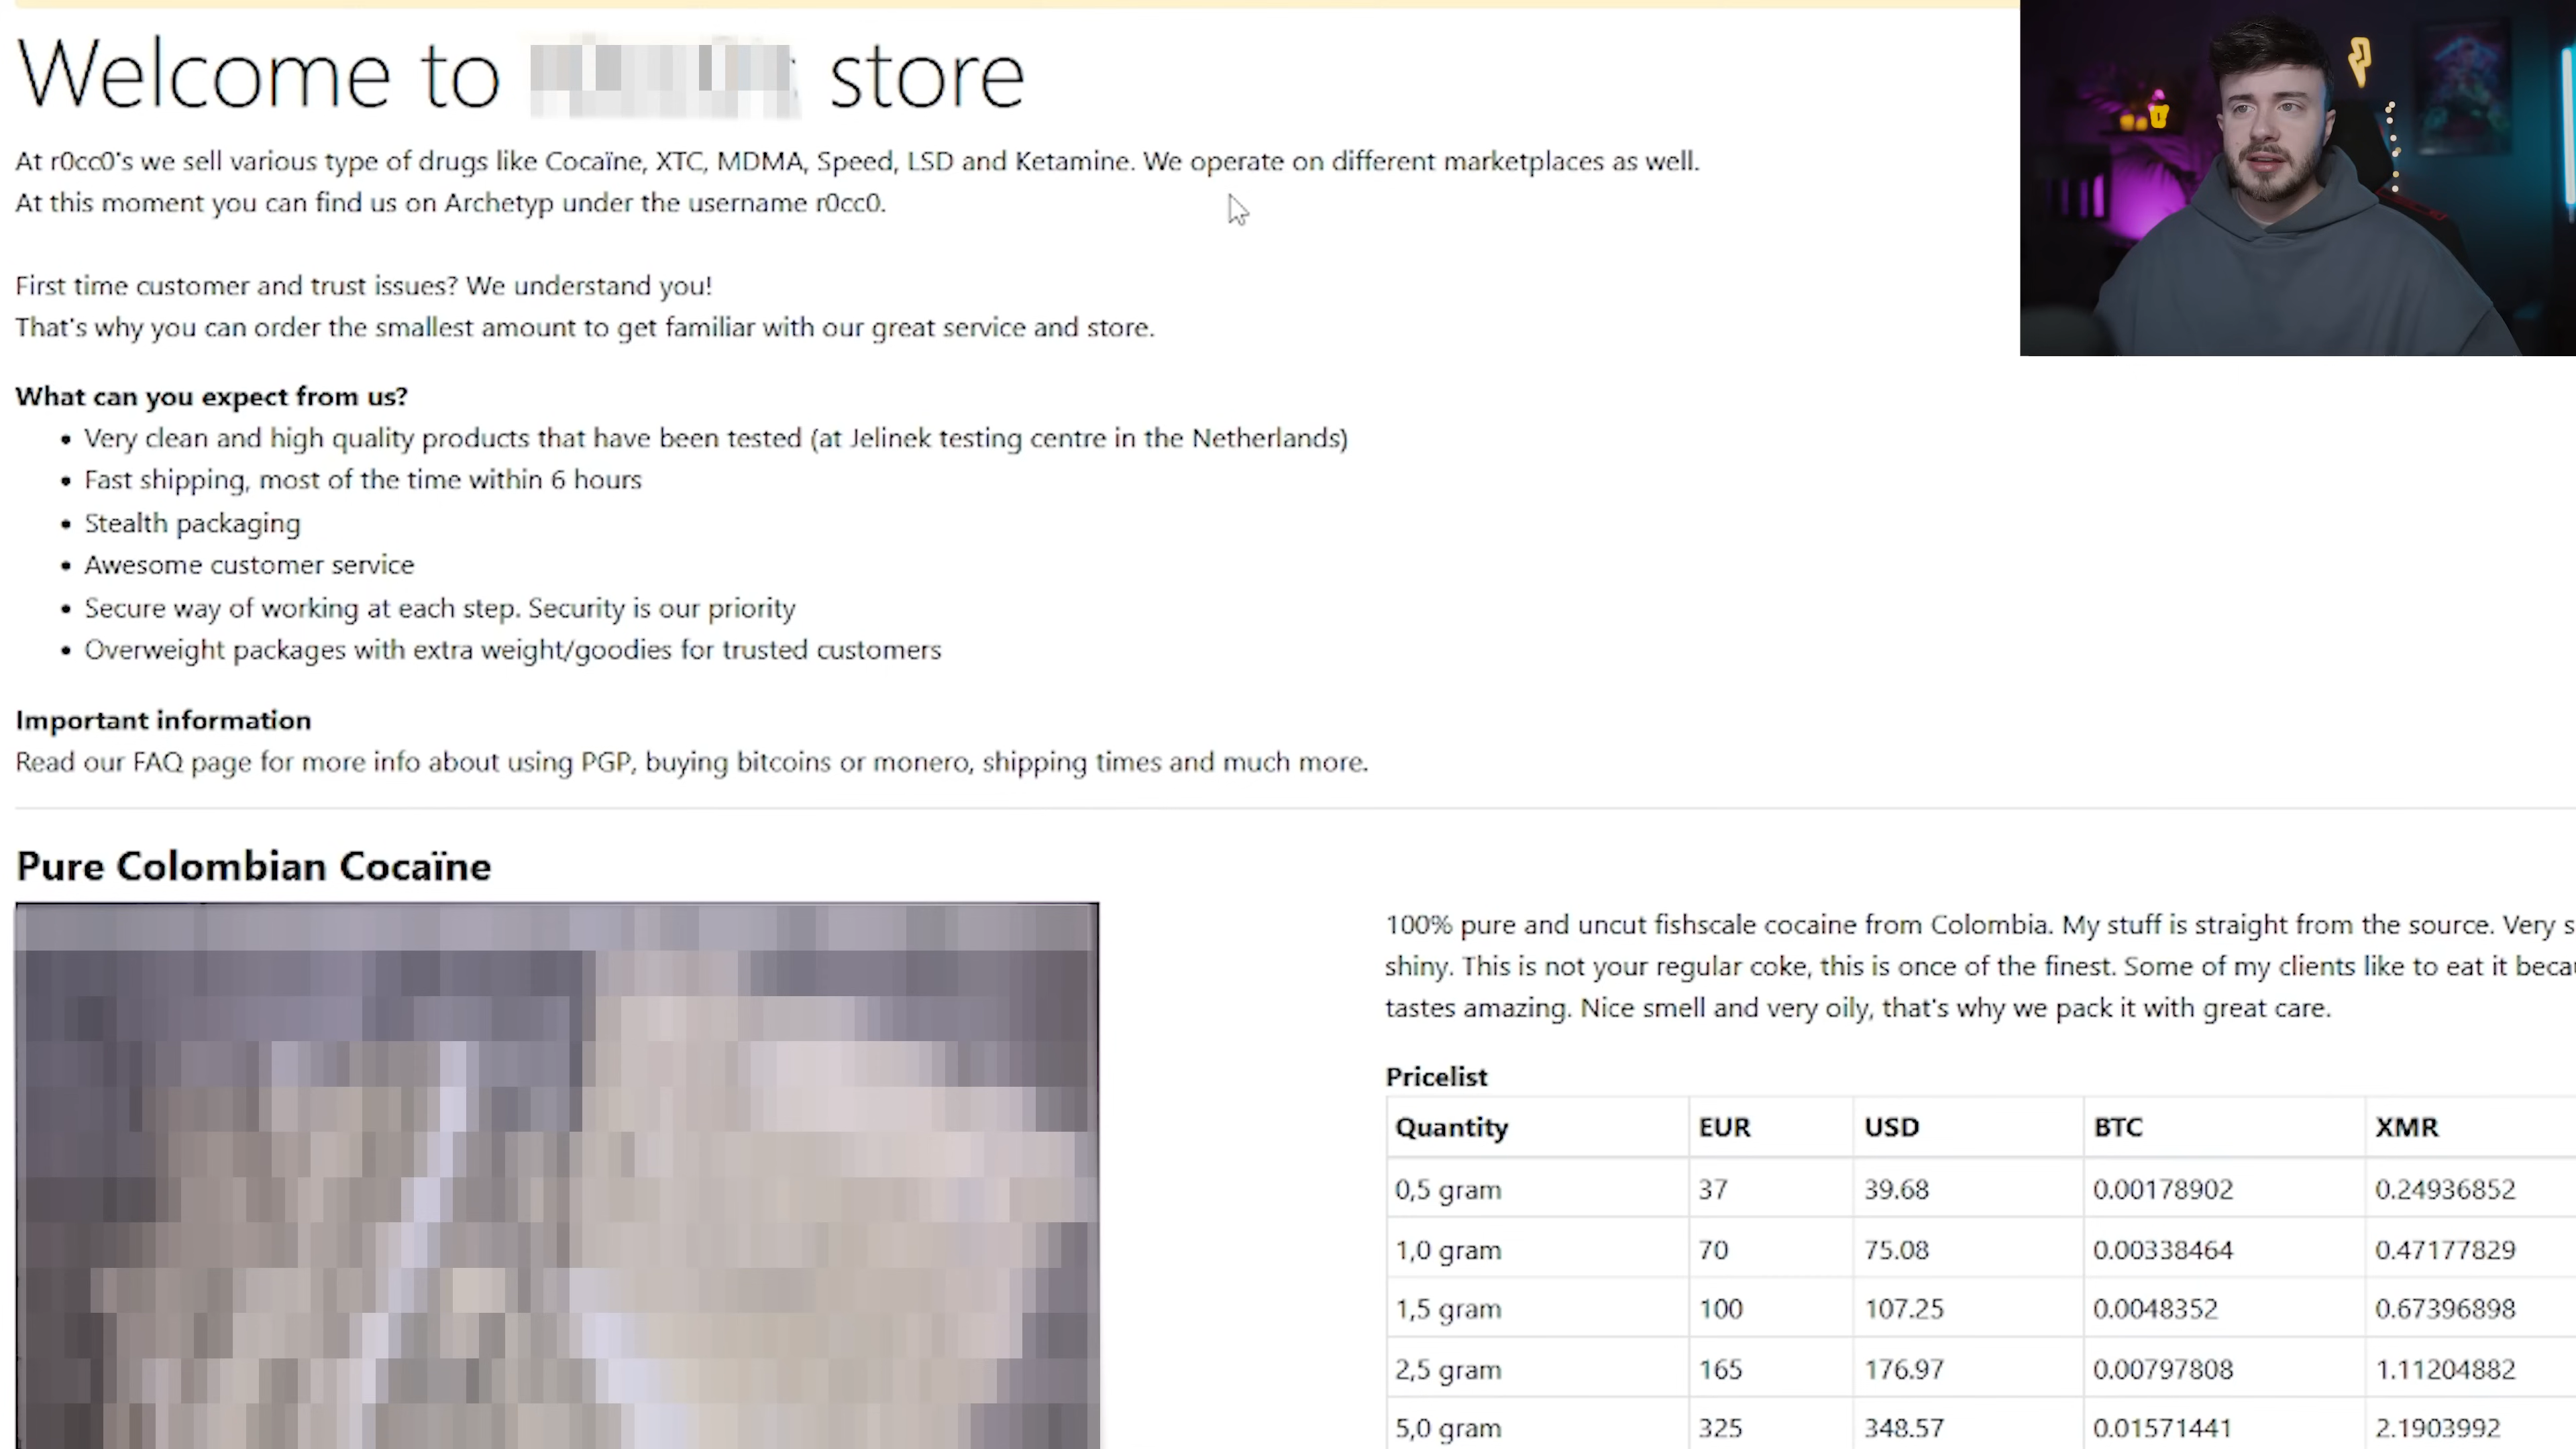 Welcome to store
At r0cc0's we sell various type of drugs like Cocaïne, XTC, MDMA, Speed, LSD and Ketamine. We operate on different marketplaces as well.
At this moment you can find us on Archetyp under the username r0cc0.
First time customer and trust issues? We understand you!
That's why you can order the smallest amount to get familiar with our great service and store.
What can you expect from us?
• Very clean and high quality products that have been tested (at Jelinek testing centre in the Netherlands)
• Fast shipping, most of the time within 6 hours
• Stealth packaging
• Awesome customer service
• Secure way of working at each step. Security is our priority
• Overweight packages with extra weight/goodies for trusted customers
Important information
Read our FAQ page for more info about using PGP, buying bitcoins or monero, shipping times and much more.
Pure Colombian Cocaïne
100% pure and uncut fishscale cocaine from Colombia. My stuff is straight from the source. Very
shiny. This is not your regular coke, this is once of the finest. Some of my clients like to eat it
tastes amazing. Nice smell and very oily, that's why we pack it with great care.
Pricelist
Quantity EUR USD BTC XMR
0,5 gram 37 39.68 0.00178902 0.24936852
1,0 gram 70 75.08 0.00338464 0.47177829
1,5 gram 100 107.25 0.0048352 0.67396898
2,5 gram 165 176.97 0.00797808 1.11204882
5,0 gram 325 348.57 0.01571441 2.1903992